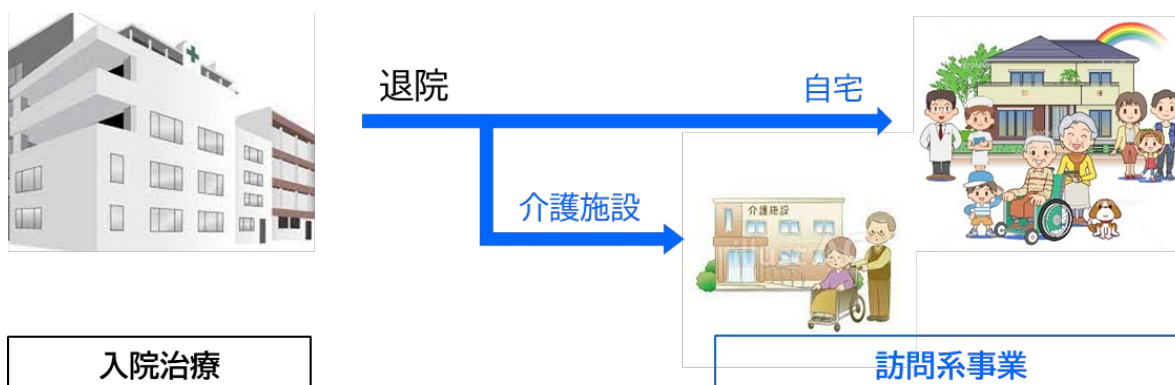 退院
自宅
介護施設
介護施設
入院治療
訪問系事業